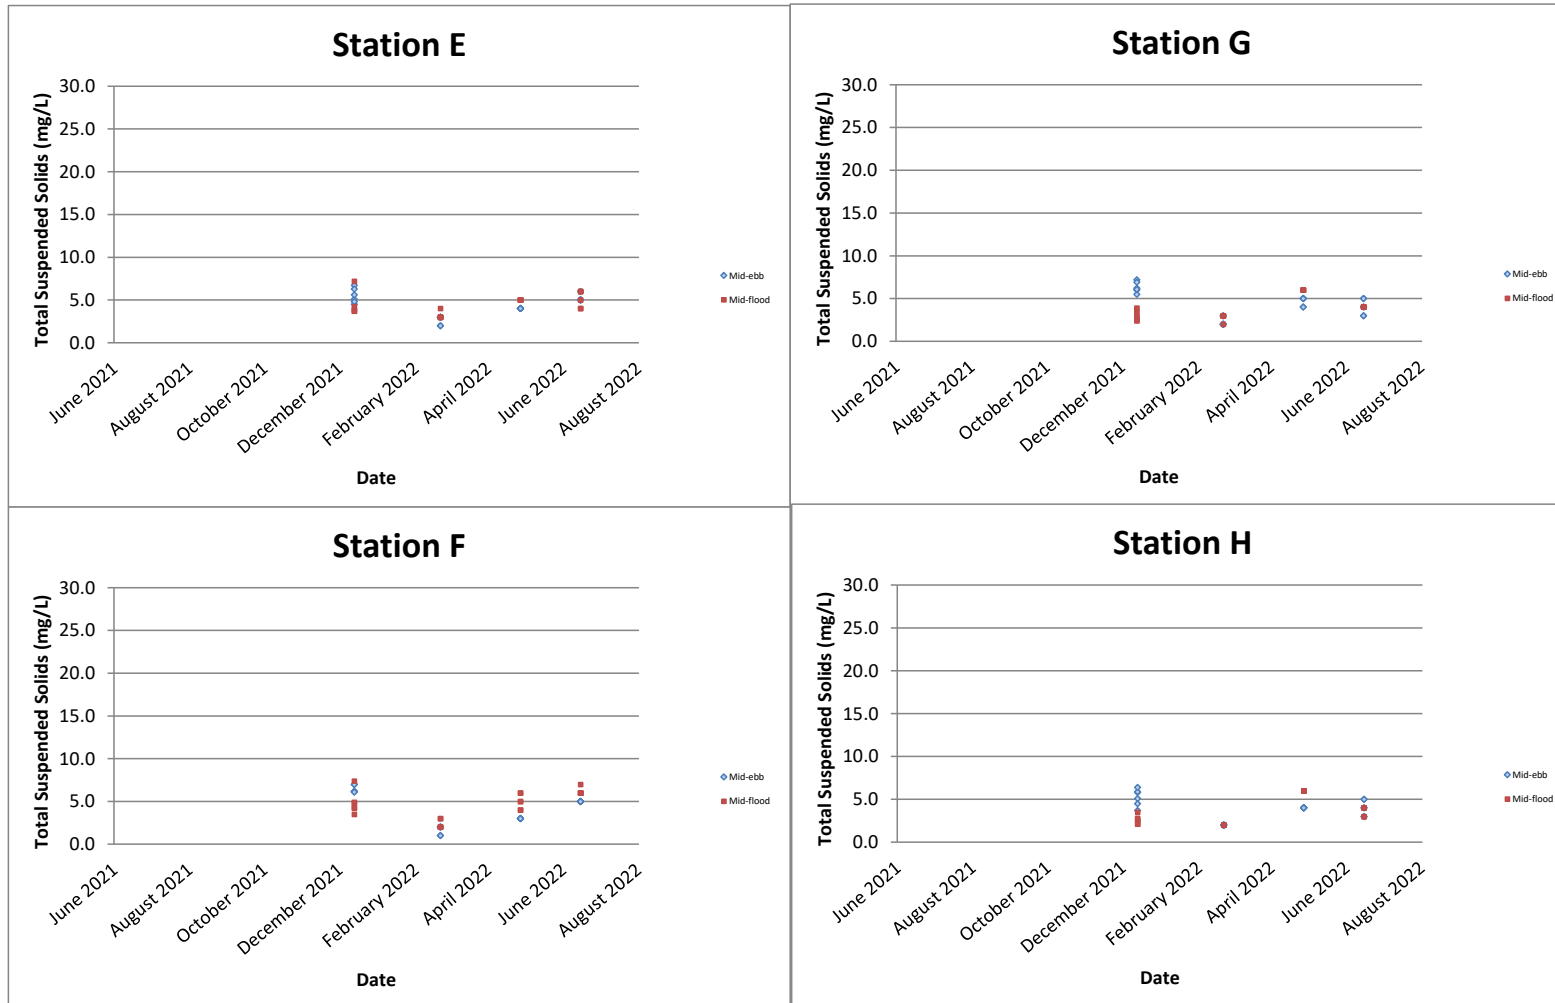 Station E
Total Suspended Solids (mg/L)
30.0
25.0
20.0
15.0
10.0
5.0
0.0
June 2021
August 2021
October 2021
December 2021
February 2022
April 2022
June 2022
August 2022
Date
Mid-ebb
Mid-flood
Station G
Total Suspended Solids (mg/L)
30.0
25.0
20.0
15.0
10.0
5.0
0.0
June 2021
August 2021
October 2021
December 2021
February 2022
April 2022
June 2022
August 2022
Date
Mid-ebb
Mid-flood
Station F
Total Suspended Solids (mg/L)
30.0
25.0
20.0
15.0
10.0
5.0
0.0
June 2021
August 2021
October 2021
December 2021
February 2022
April 2022
June 2022
August 2022
Date
Mid-ebb
Mid-flood
Station H
Total Suspended Solids (mg/L)
30.0
25.0
20.0
15.0
10.0
5.0
0.0
June 2021
August 2021
October 2021
December 2021
February 2022
April 2022
June 2022
August 2022
Date
Mid-ebb
Mid-flood